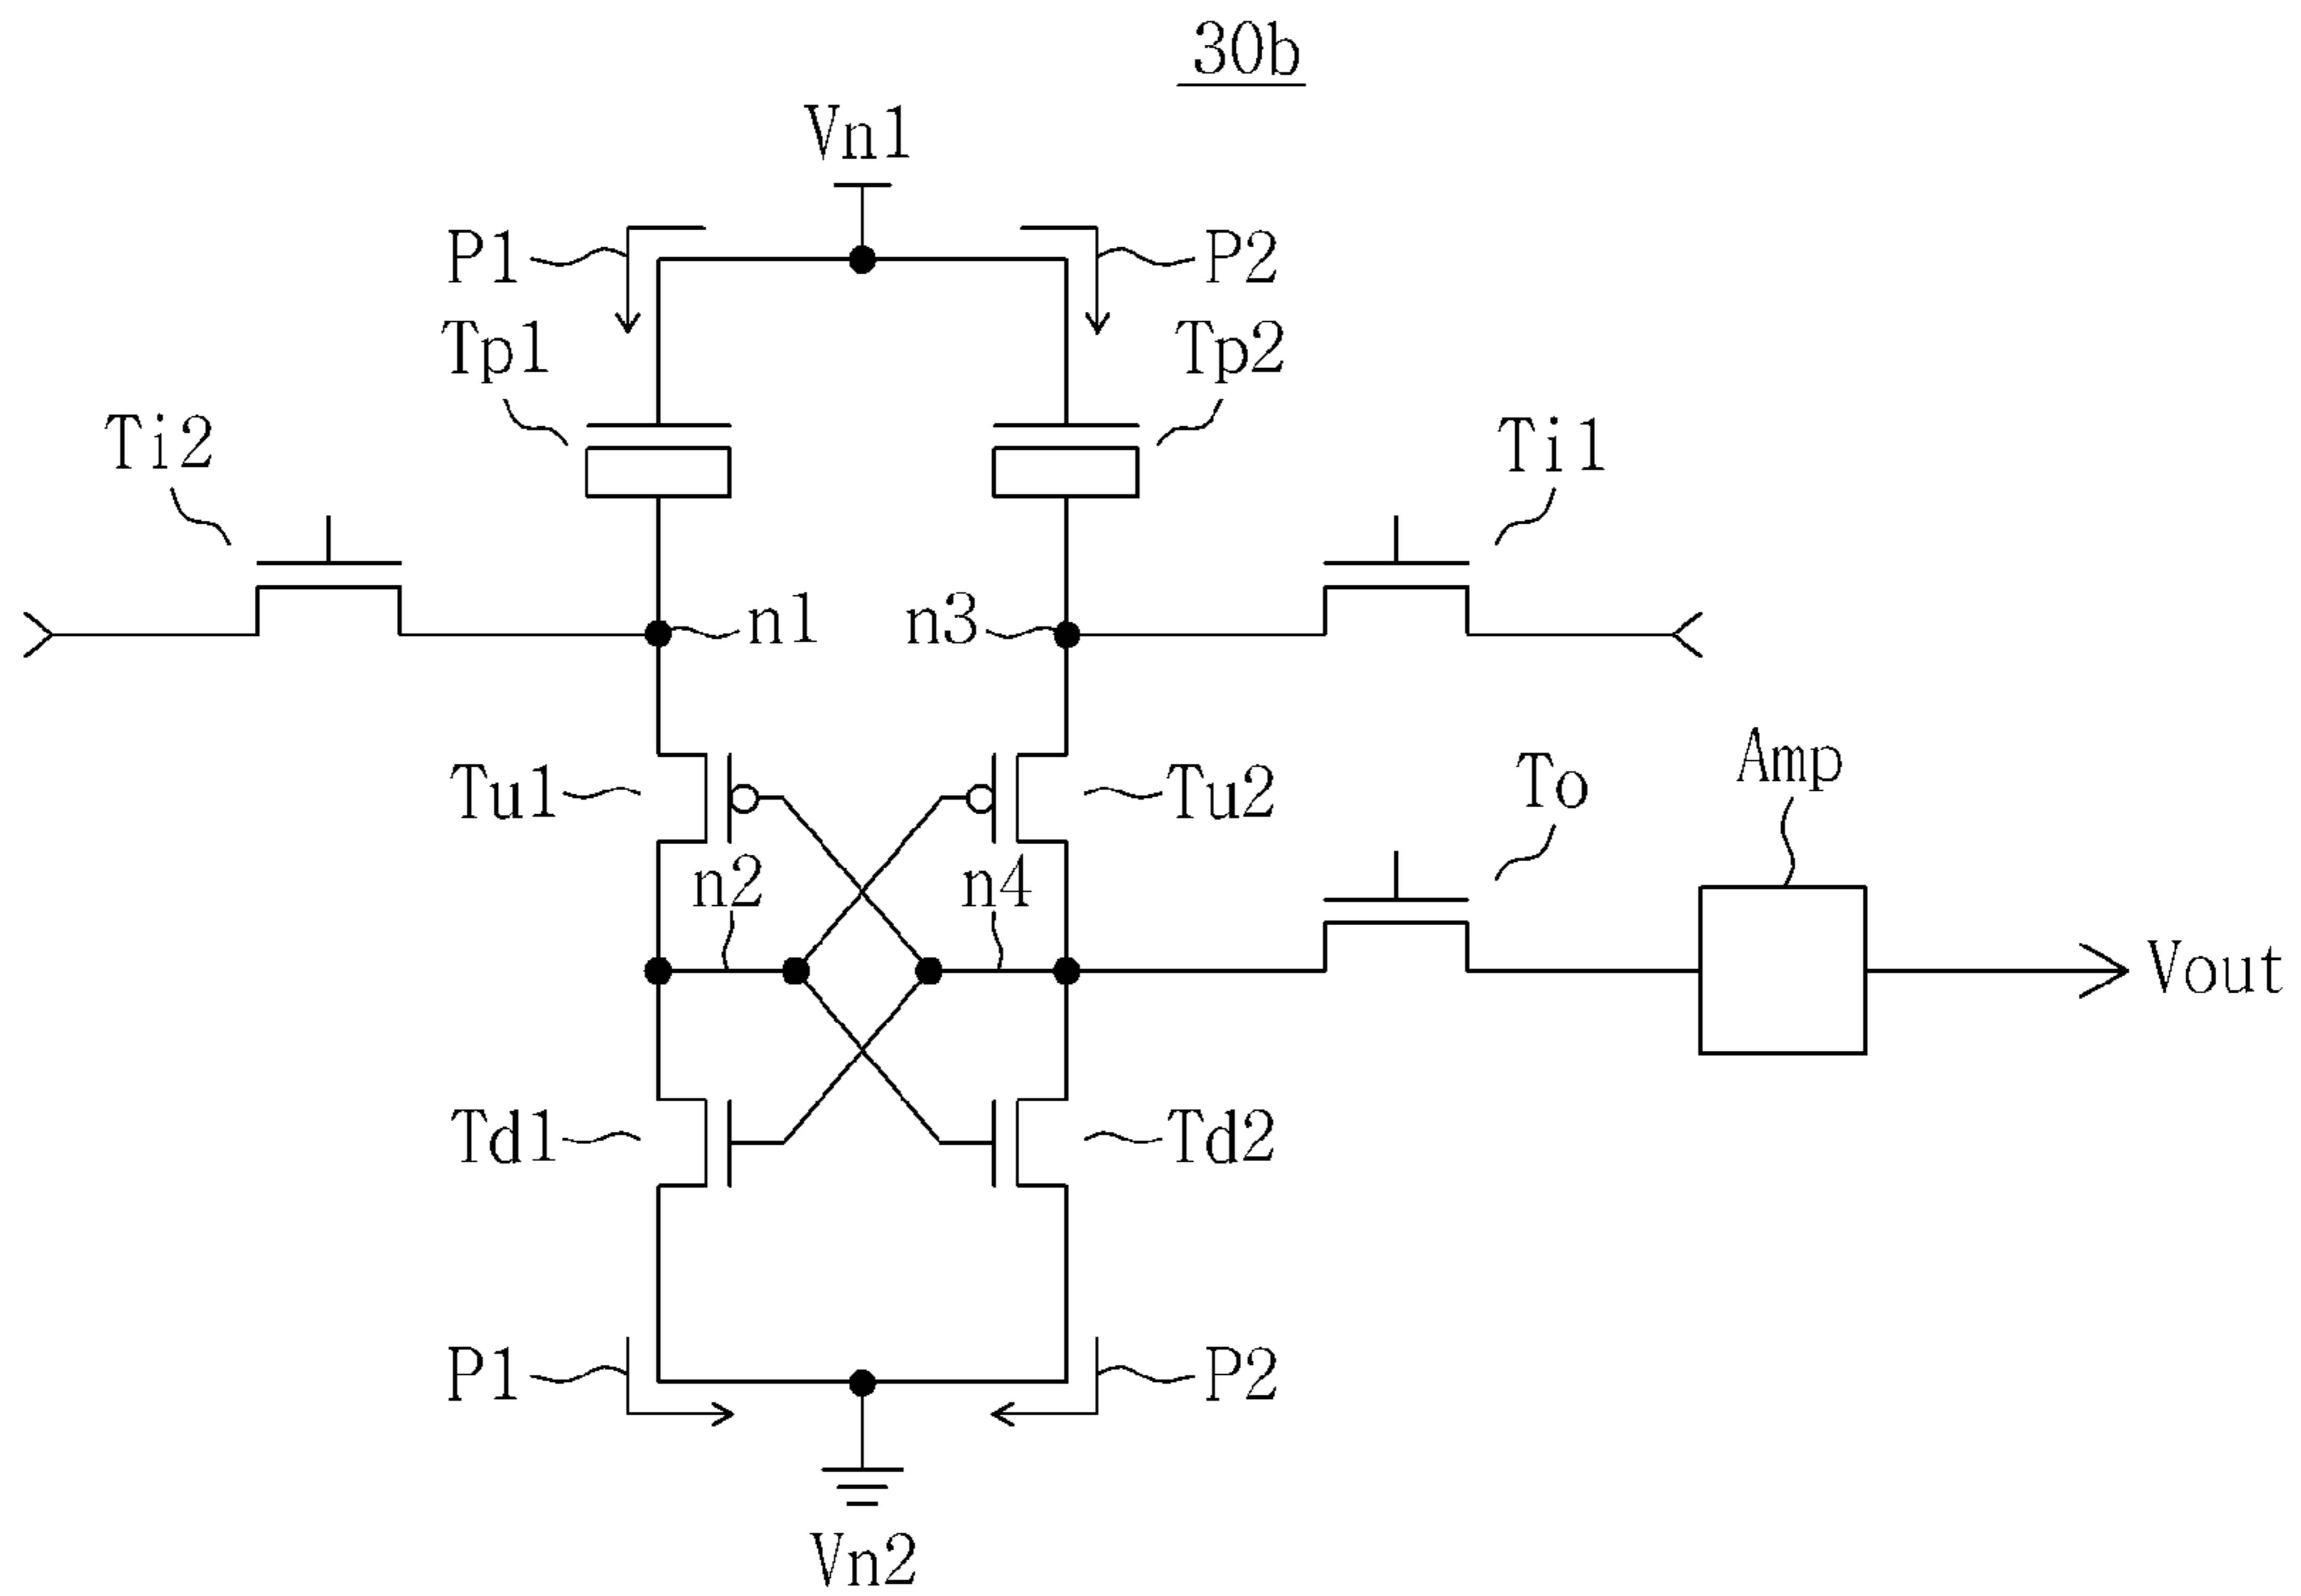 30b
Vn1
P1
P2
Tp1
Tp2
Ti2
Ti1
n1
n3
Tu1
Tu2
To
Amp
n2
n4
Vout
Td1
Td2
P1
P2
Vn2